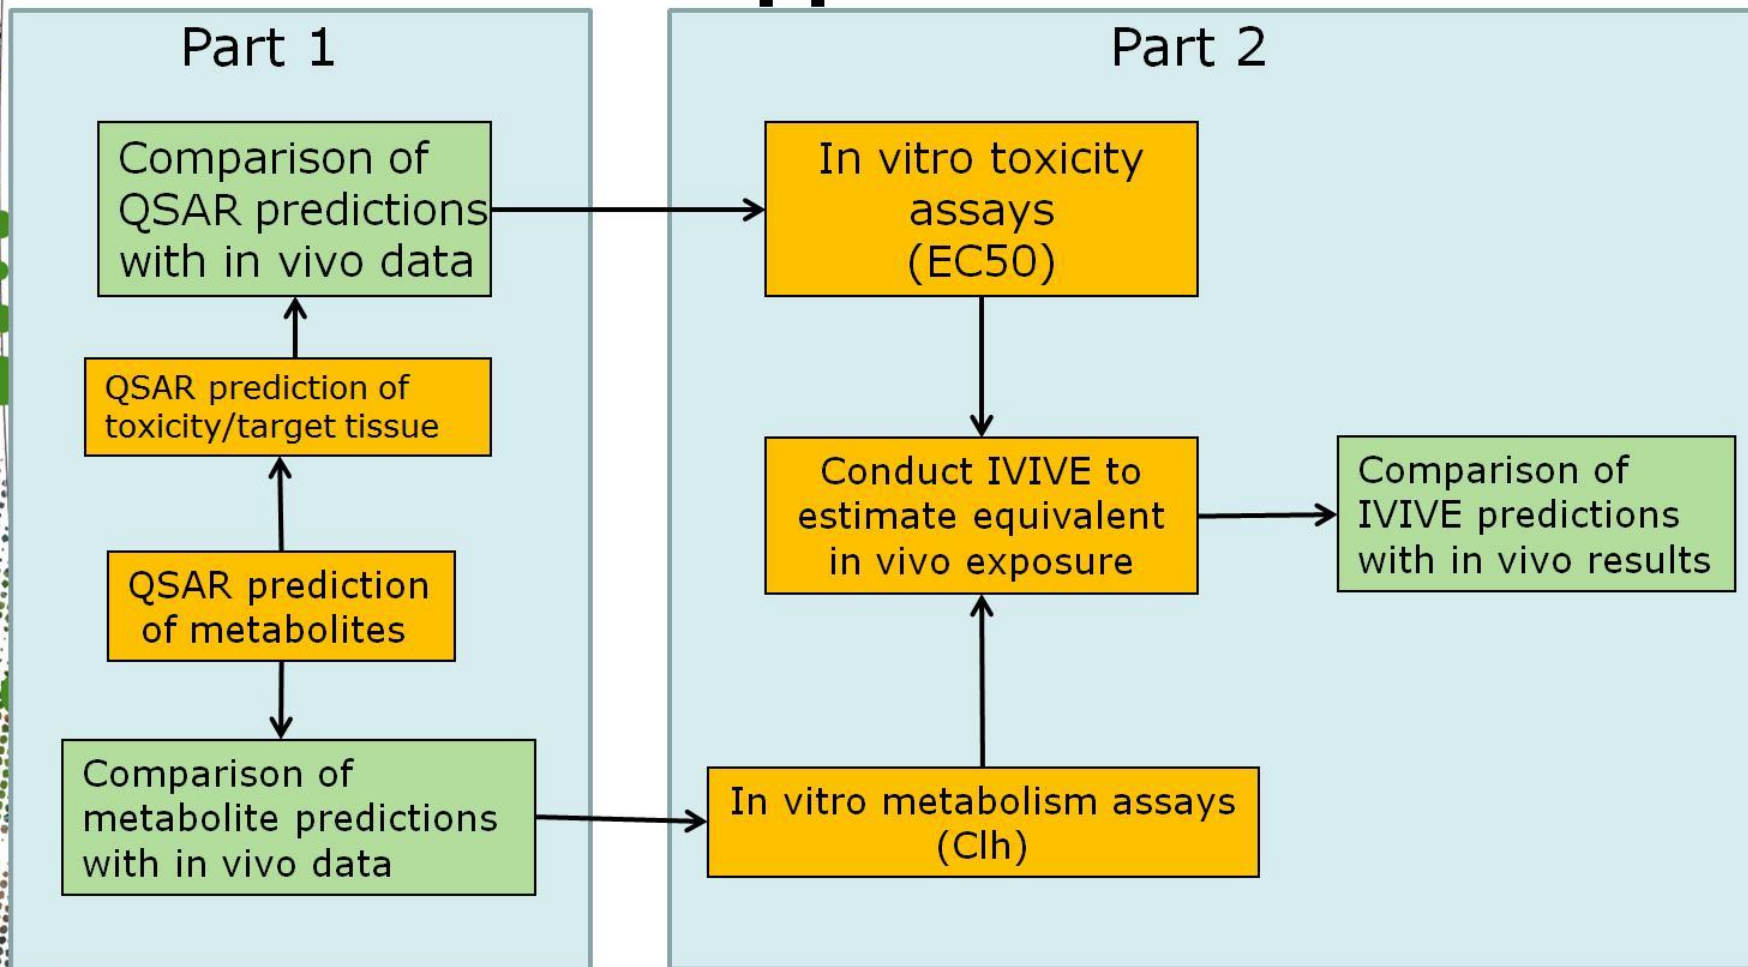 Part 1
Comparison of
QSAR predictions
with in vivo data
QSAR prediction of
toxicity/target tissue
QSAR prediction
of metabolites
Comparison of
metabolite predictions
with in vivo data
Part 2
In vitro toxicity
assays
(EC50)
Conduct IVIVE to
estimate equivalent
in vivo exposure
Comparison of
IVIVE predictions
with in vivo results
In vitro metabolism assays
(Clh)